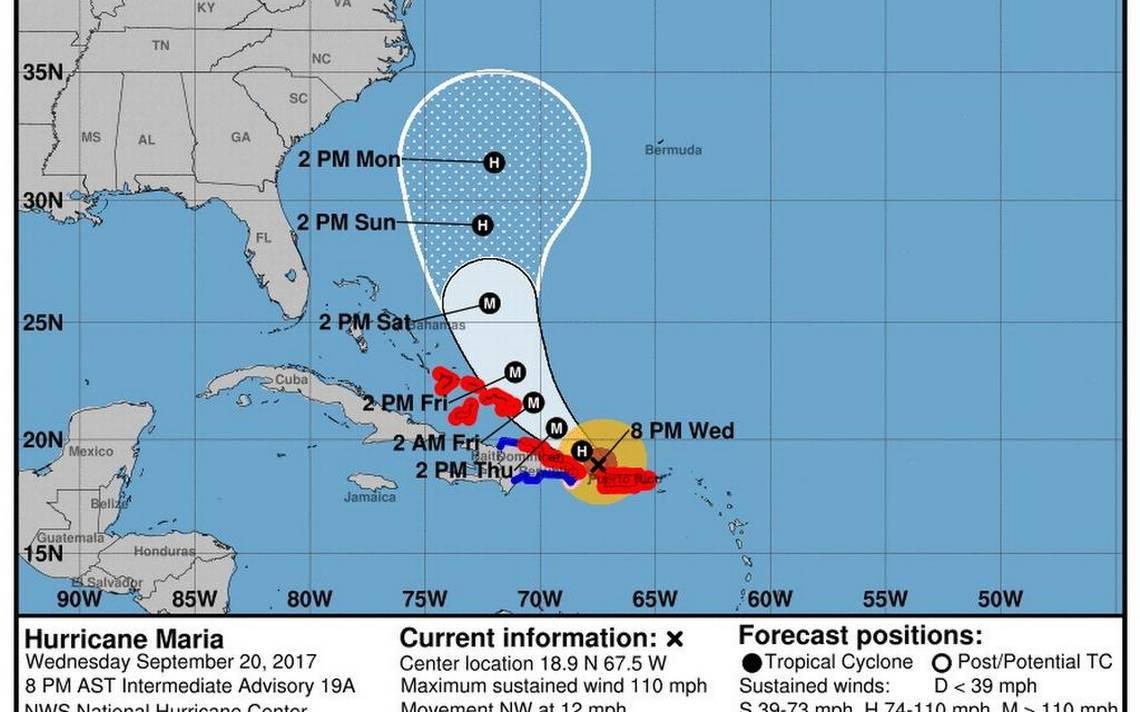 KY
VA
TN
NC
35N
SC
MS
AL
GA
Bermuda
2 PM Mon
H
30N
2 PM Sun
H
FL
M
2 PM Sat
Bahamas
25N
M
Cuba
2 PM Fri
M
M
8 PM Wed
20N
2 AM Fri
H
Mexico
Haiti
Dominican
2 PM Thu
Republic
Puerto Rico
Jamaica
Belize
Guatemala
Honduras
15N
El Salvador
90W 85W 80W 75W 70W 65W 60W 55W 50W
Hurricane Maria
Wednesday September 20, 2017
8 PM AST Intermediate Advisory 19A
NWS National Hurricane Center
Current information: x
Center location 18.9 N 67.5 W
Maximum sustained wind 110 mph
Movement NW at 12 mph
Forecast positions:
Tropical Cyclone Post/Potential TC
Sustained winds: D < 39 mph
S 39-73 mph H 74-110 mph M > 110 mph